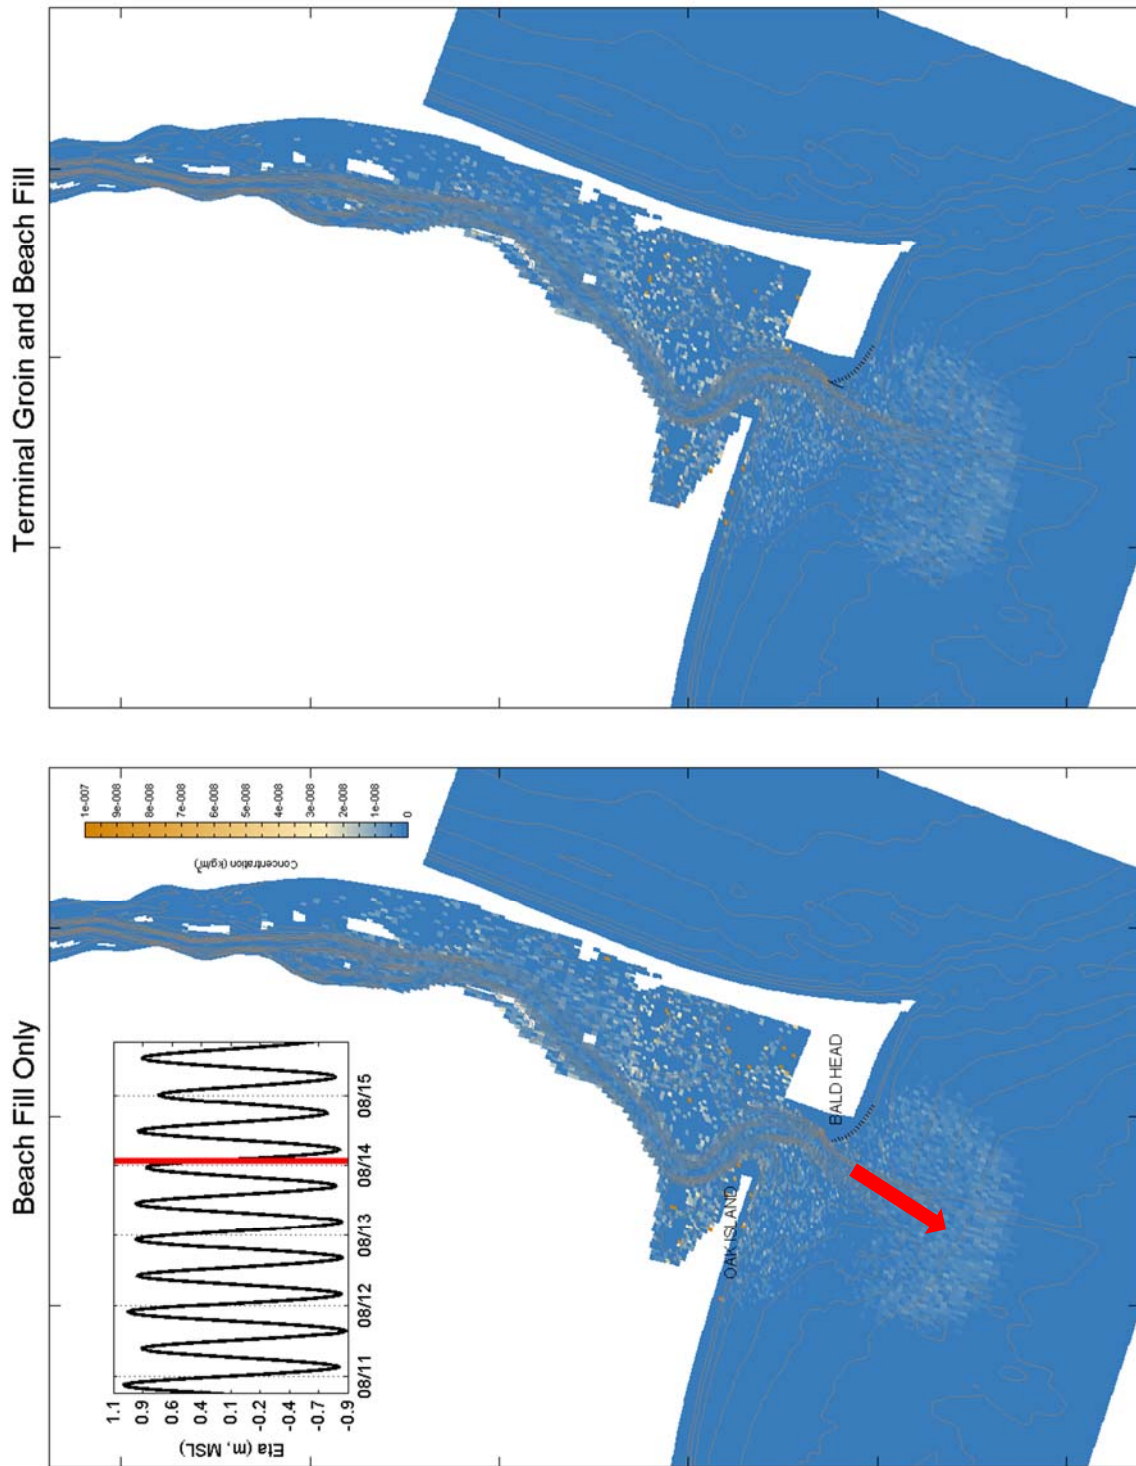 Beach Fill Only
Terminal Groin and Beach Fill
Eta (m, MSL)
1.1
0.9
0.6
0.4
0.1
-0.2
-0.4
-0.7
-0.9
08/11
08/12
08/13
08/14
08/15
Concentration (kg/m³)
1e-007
9e-008
8e-008
7e-008
6e-008
5e-008
4e-008
3e-008
2e-008
1e-008
0
OAK ISLAND
BALD HEAD